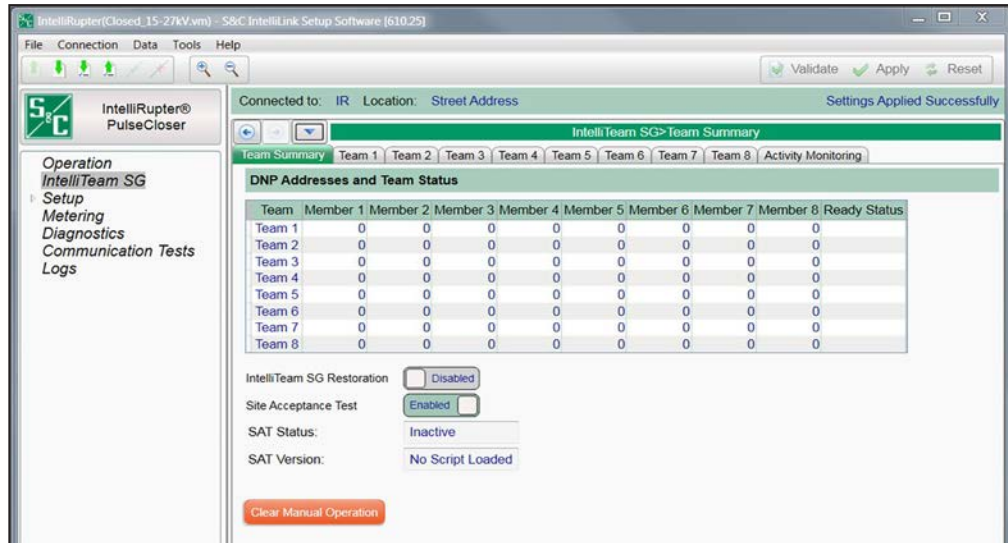 IntelliRupter(Closed_15-27kV.vm) - S&C IntelliLink Setup Software [610.25]
File Connection Data Tools Help
Validate Apply Reset
S&C
IntelliRupter®
PulseCloser
Connected to: IR Location: Street Address Settings Applied Successfully
IntelliTeam SG>Team Summary
Team Summary Team 1 Team 2 Team 3 Team 4 Team 5 Team 6 Team 7 Team 8 Activity Monitoring
Operation
IntelliTeam SG
Setup
Metering
Diagnostics
Communication Tests
Logs
DNP Addresses and Team Status
Team Member 1 Member 2 Member 3 Member 4 Member 5 Member 6 Member 7 Member 8 Ready Status
Team 1 0 0 0 0 0 0 0 0
Team 2 0 0 0 0 0 0 0 0
Team 3 0 0 0 0 0 0 0 0
Team 4 0 0 0 0 0 0 0 0
Team 5 0 0 0 0 0 0 0 0
Team 6 0 0 0 0 0 0 0 0
Team 7 0 0 0 0 0 0 0 0
Team 8 0 0 0 0 0 0 0 0
IntelliTeam SG Restoration Disabled
Site Acceptance Test Enabled
SAT Status: Inactive
SAT Version: No Script Loaded
Clear Manual Operation